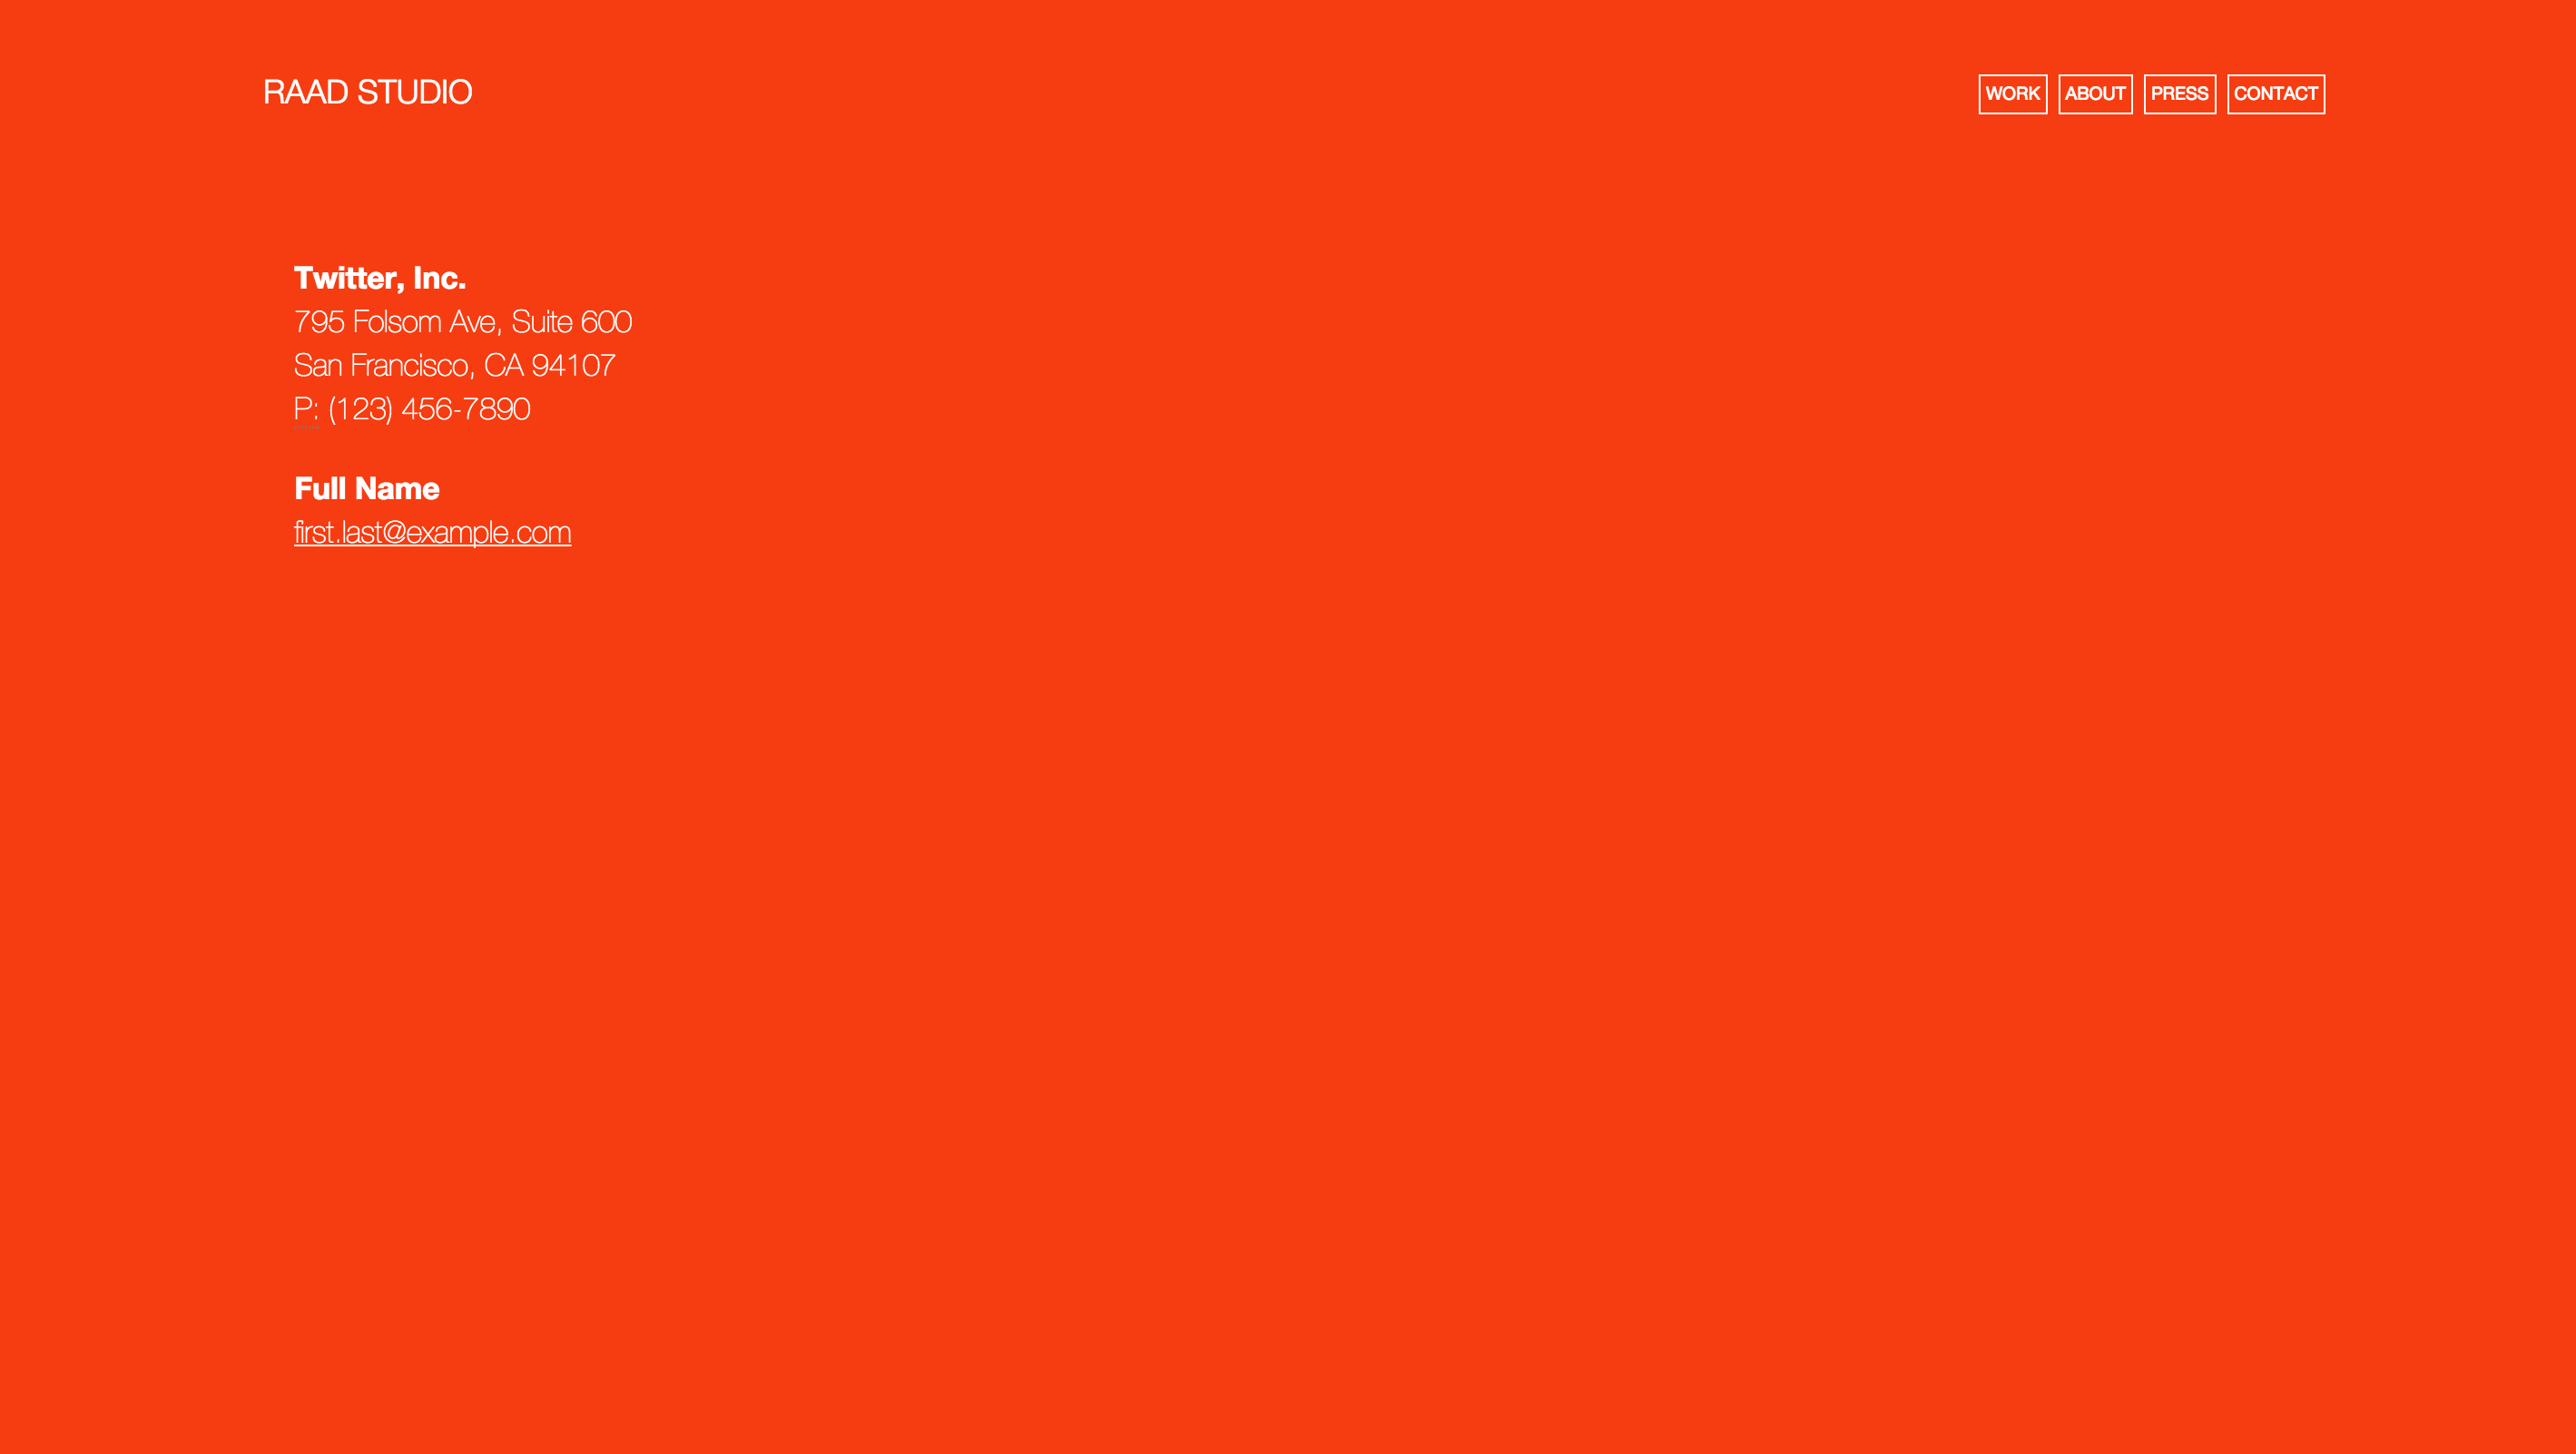 RAAD STUDIO
WORK ABOUT PRESS CONTACT
Twitter, Inc.
795 Folsom Ave, Suite 600
San Francisco, CA 94107
P: (123) 456-7890
Full Name
first.last@example.com